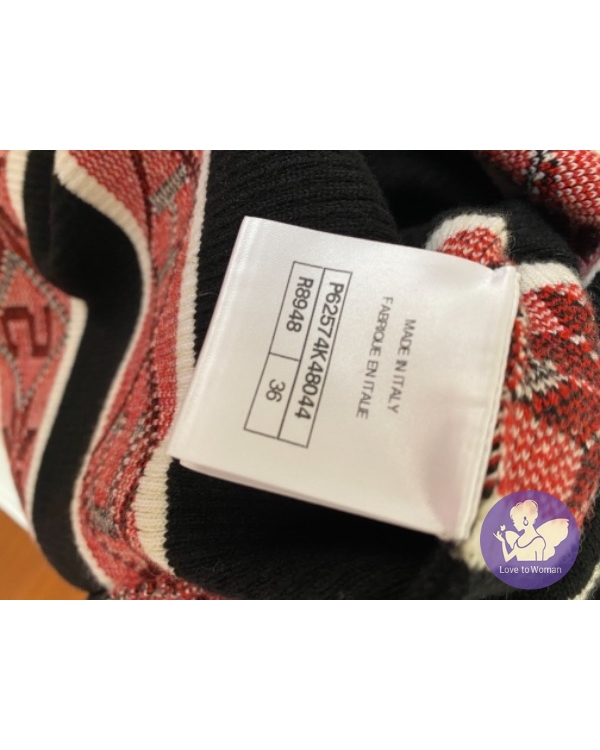 MADE IN ITALY
FABRIQUÉ EN ITALIE
P62574K48044
R8948 36
Love to Woman